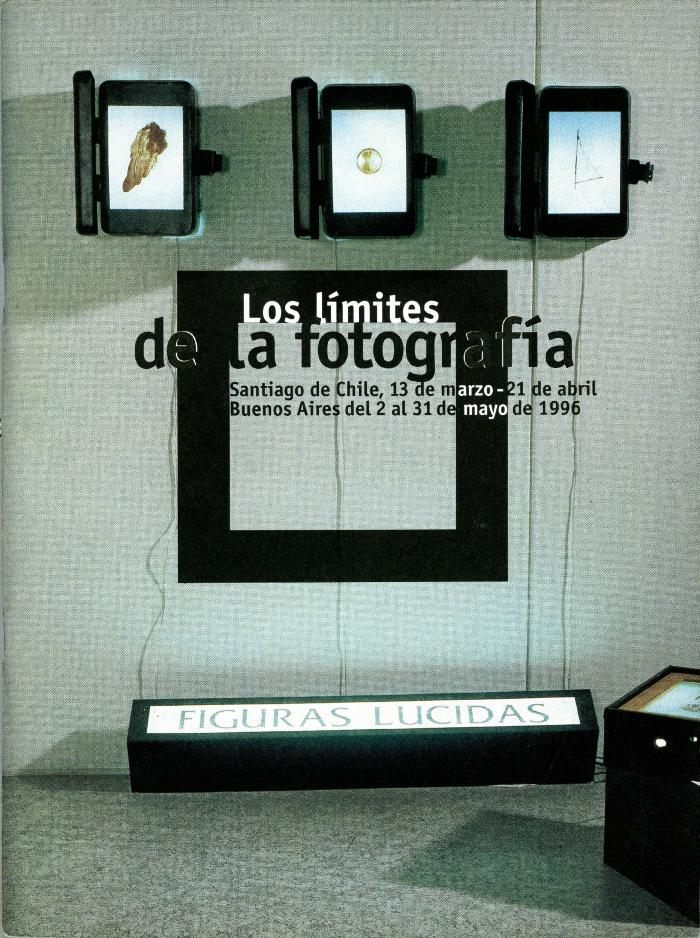 Los límites
de la fotografía
Santiago de Chile, 13 de marzo - 21 de abril
Buenos Aires del 2 al 31 de mayo de 1996
FIGURAS LUCIDAS